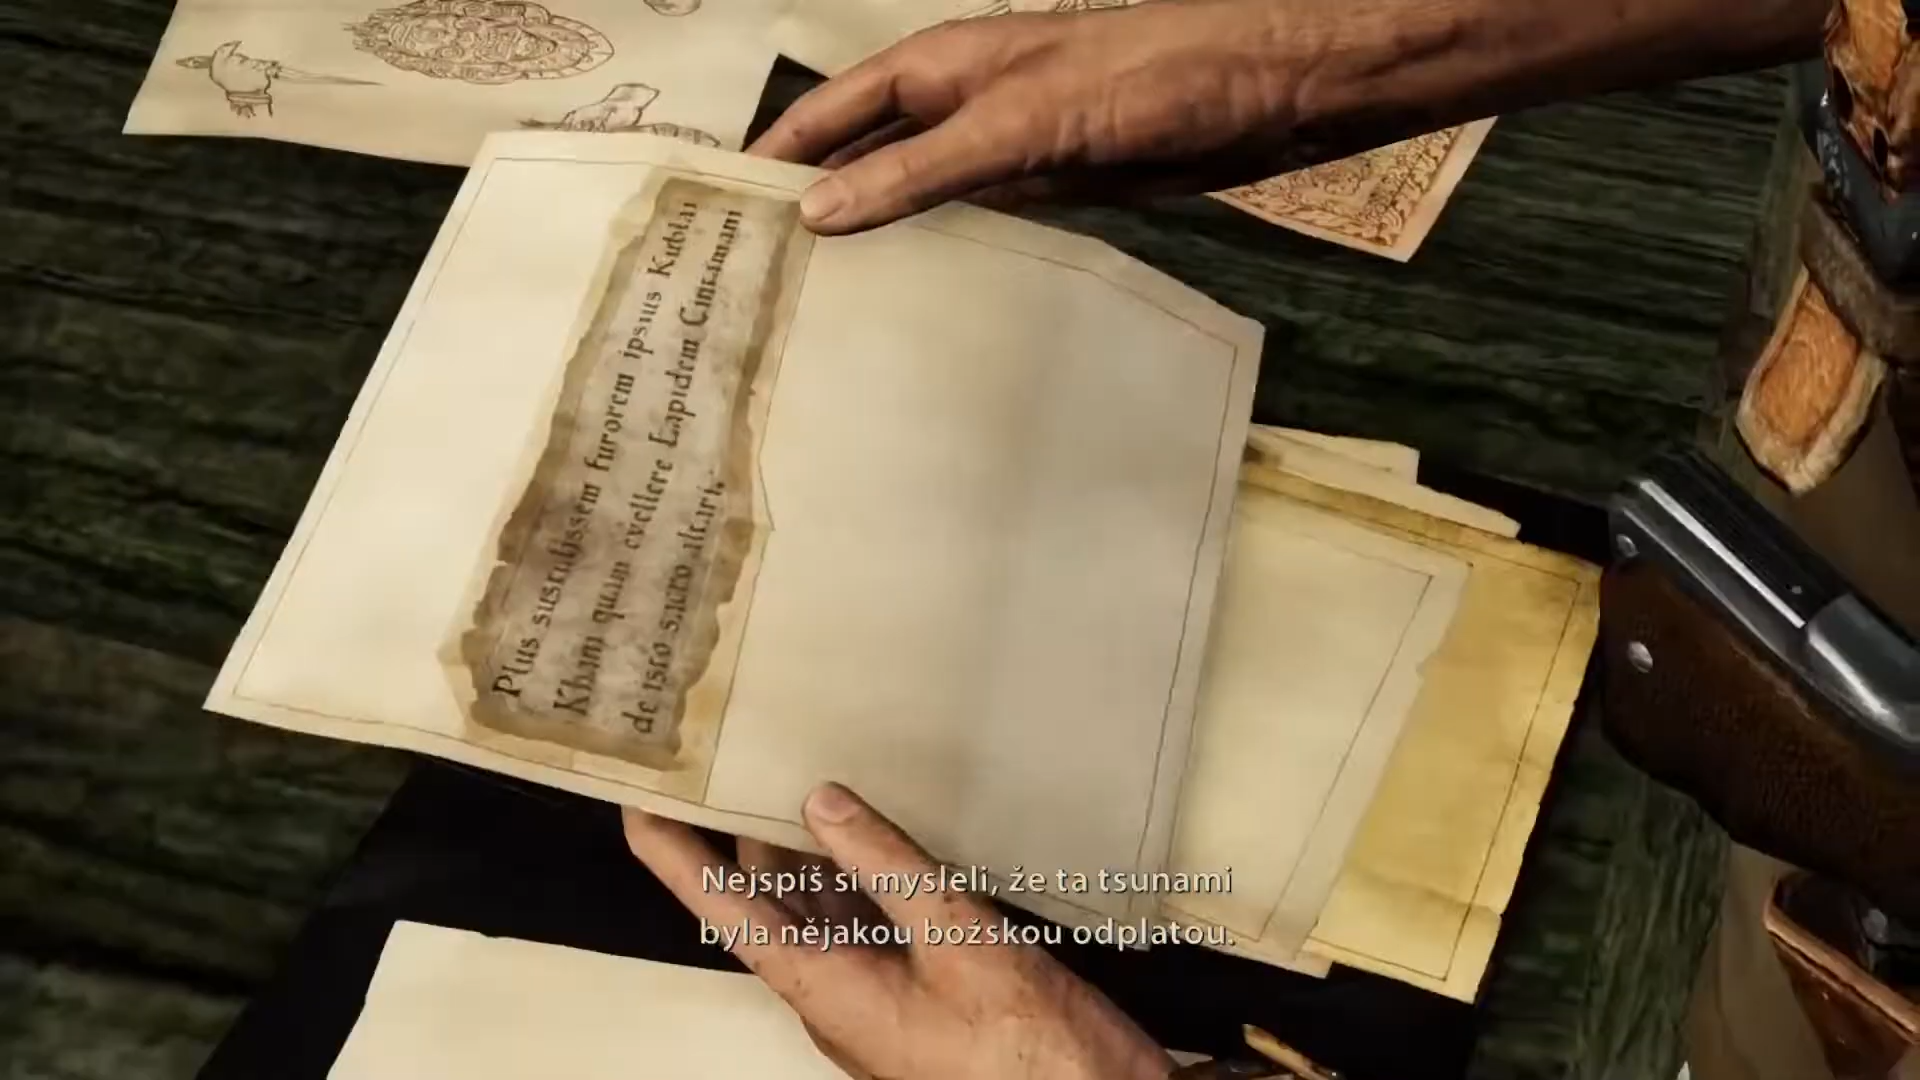 Plus sustulissem furorem ipsius Kublai
Khani quam evellere Lapidem Cintamani
de isto sacro altari.
Nejspíš si mysleli, že ta tsunami
byla nějakou božskou odplatou.